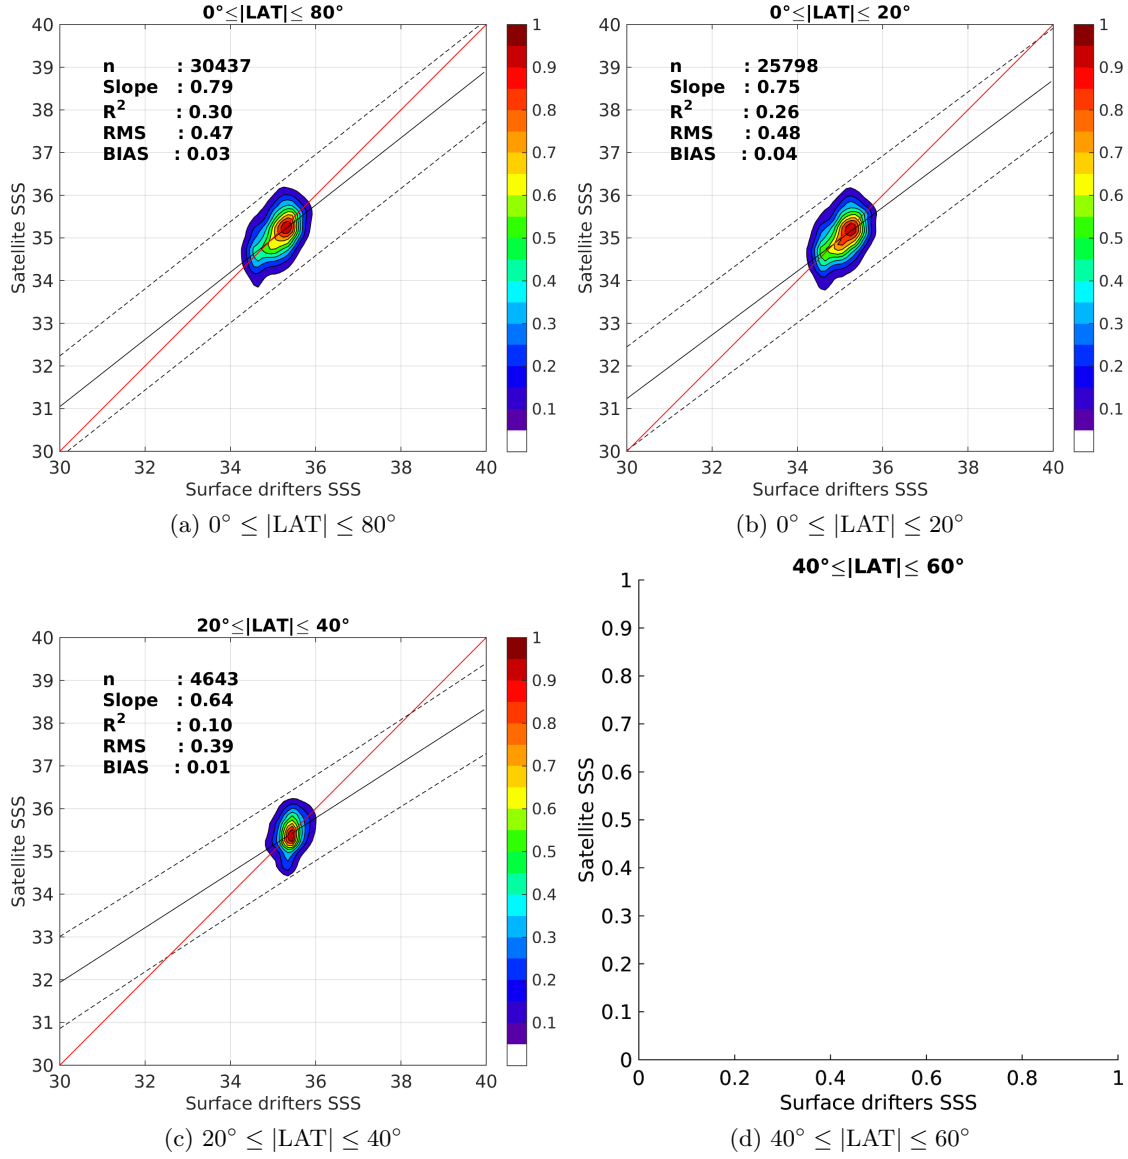 0°≤|LAT|≤ 80°
40
39
38
37
36
35
34
33
32
31
30
30 32 34 36 38 40
Satellite SSS
Surface drifters SSS
n : 30437
Slope : 0.79
R² : 0.30
RMS : 0.47
BIAS : 0.03
1
0.9
0.8
0.7
0.6
0.5
0.4
0.3
0.2
0.1
(a) 0° ≤ |LAT| ≤ 80°
0°≤|LAT|≤ 20°
40
39
38
37
36
35
34
33
32
31
30
30 32 34 36 38 40
Satellite SSS
Surface drifters SSS
n : 25798
Slope : 0.75
R² : 0.26
RMS : 0.48
BIAS : 0.04
1
0.9
0.8
0.7
0.6
0.5
0.4
0.3
0.2
0.1
(b) 0° ≤ |LAT| ≤ 20°
20°≤|LAT|≤ 40°
40
39
38
37
36
35
34
33
32
31
30
30 32 34 36 38 40
Satellite SSS
Surface drifters SSS
n : 4643
Slope : 0.64
R² : 0.10
RMS : 0.39
BIAS : 0.01
1
0.9
0.8
0.7
0.6
0.5
0.4
0.3
0.2
0.1
(c) 20° ≤ |LAT| ≤ 40°
40°≤|LAT|≤ 60°
1
0.9
0.8
0.7
0.6
0.5
0.4
0.3
0.2
0.1
0
0 0.2 0.4 0.6 0.8 1
Satellite SSS
Surface drifters SSS
(d) 40° ≤ |LAT| ≤ 60°